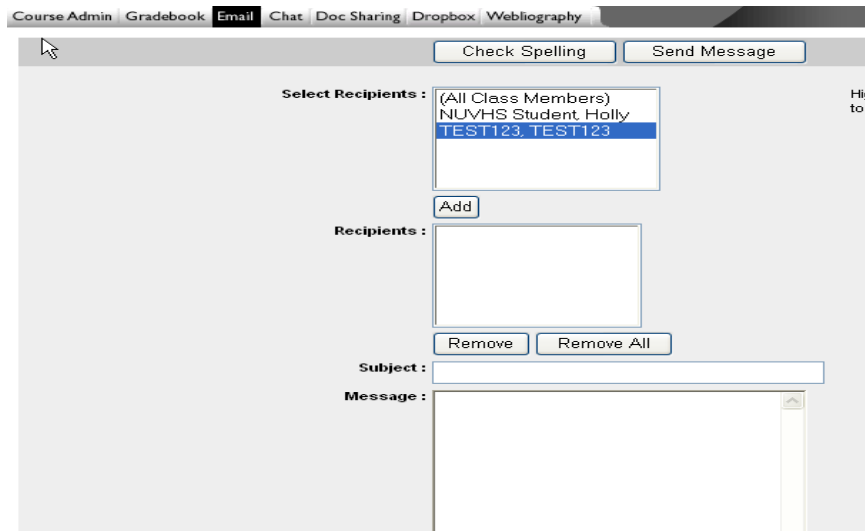 Course Admin Gradebook Email Chat Doc Sharing Dropbox Webliography
Check Spelling Send Message
Select Recipients :
(All Class Members)
NUVHS Student, Holly
TEST123, TEST123
to
Add
Recipients :
Remove Remove All
Subject :
Message :